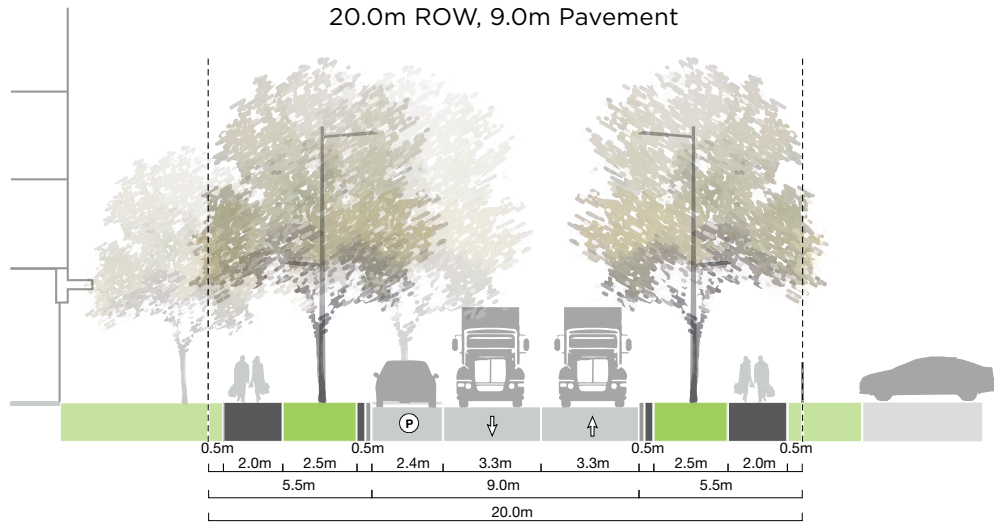 20.0m ROW, 9.0m Pavement
P
0.5m 0.5m 0.5m 0.5m
2.0m 2.5m 2.4m 3.3m 3.3m 2.5m 2.0m
5.5m 9.0m 5.5m
20.0m